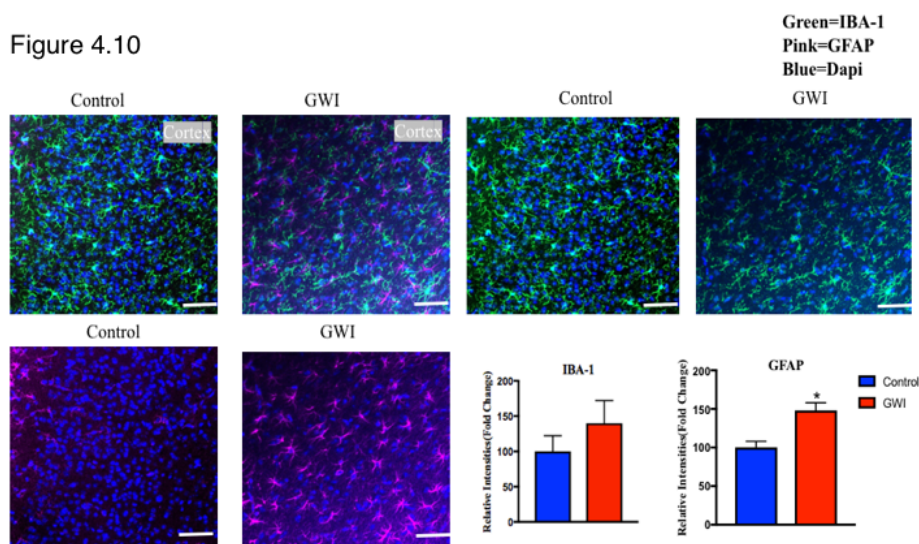 Figure 4.10
Green=IBA-1
Pink=GFAP
Blue=Dapi
Control
GWI
Control
GWI
Cortex
Cortex
Control
GWI
IBA-1
Relative Intensities(Fold Change)
200
150
100
50
0
GFAP
Relative Intensities(Fold Change)
200
150
100
50
0
*
Control
GWI